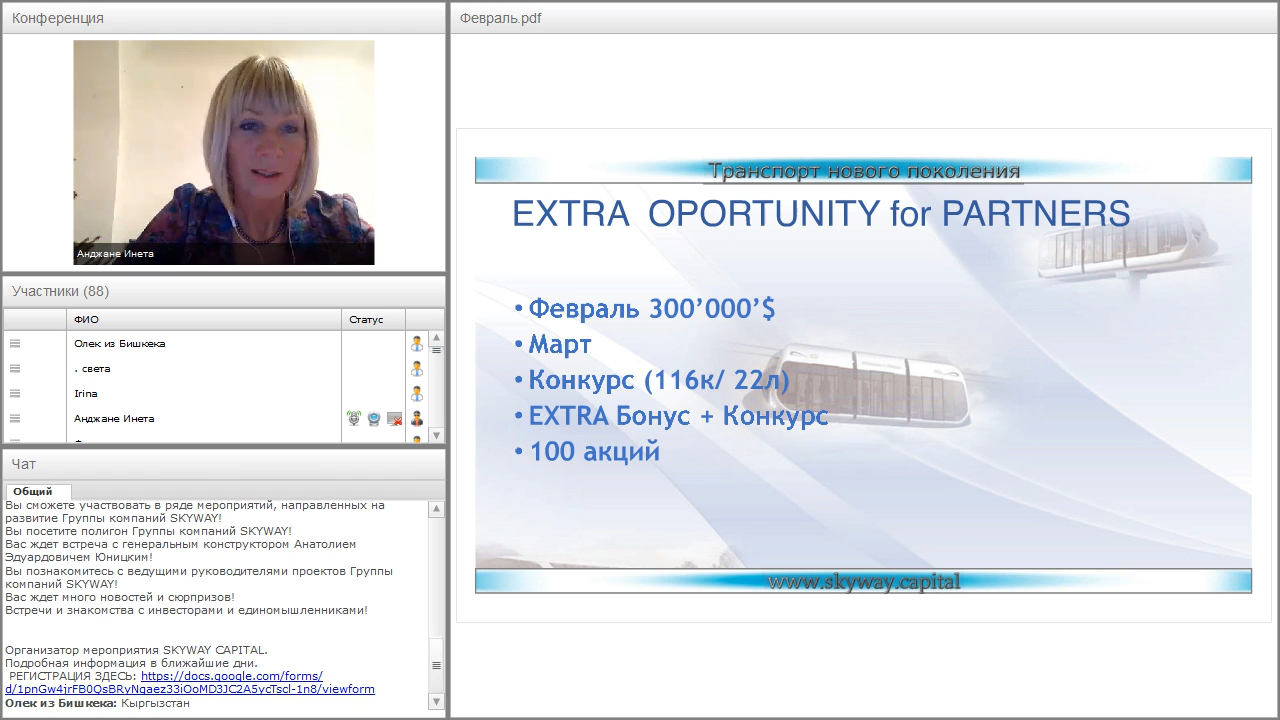 Конференция
Анджане Инета
Участники (88)
ФИО
Статус
Олек из Бишкека
. света
Irina
Анджане Инета
Чат
Общий
Вы сможете участвовать в ряде мероприятий, направленных на
развитие Группы компаний SKYWAY!
Вы посетите полигон Группы компаний SKYWAY!
Вас ждет встреча с генеральным конструктором Анатолием
Эдуардовичем Юницким!
Вы познакомитесь с ведущими руководителями проектов Группы
компаний SKYWAY!
Вас ждет много новостей и эмоций!
Встречи и знакомства с инвесторами и единомышленниками!
Организатор мероприятия SKYWAY CAPITAL.
Подробная информация в ближайшие дни.
РЕГИСТРАЦИЯ ЗДЕСЬ: https://docs.google.com/forms/
d/1pnGw4jrFB0QsBRyNqaez33iOoMD3JC2A5ycTscl-1n8/viewform
Олек из Бишкека: Кыргызстан
Февраль.pdf
Транспорт нового поколения
EXTRA OPORTUNITY for PARTNERS
• Февраль 300’000’$
• Март
• Конкурс (116к/ 22л)
• EXTRA Бонус + Конкурс
• 100 акций
www.skyway.capital